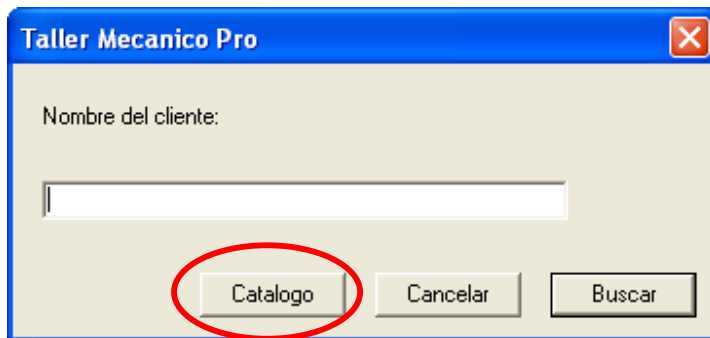 Taller Mecanico Pro
Nombre del cliente:
Catalogo Cancelar Buscar